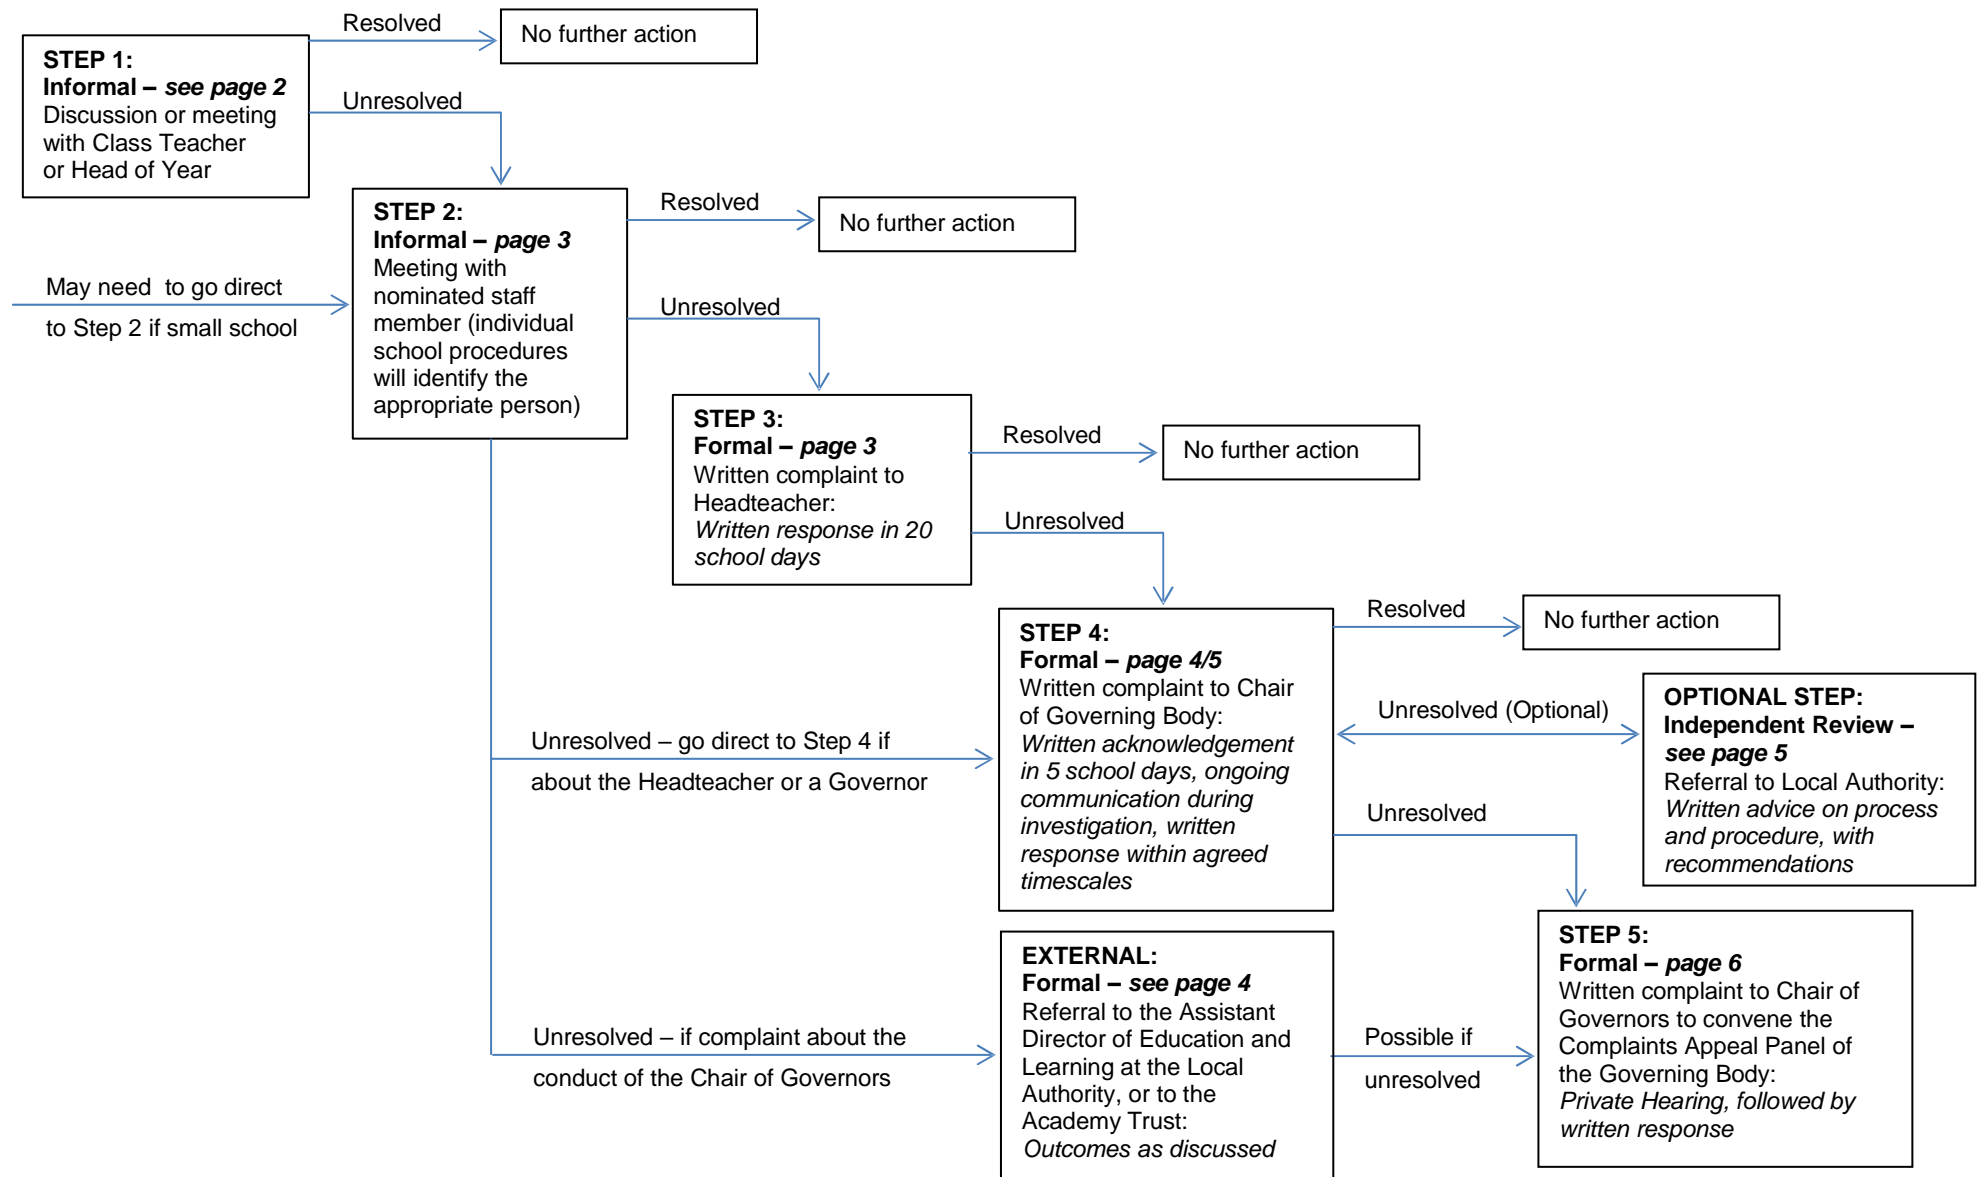 Resolved
No further action
STEP 1:
Informal – see page 2
Discussion or meeting
with Class Teacher
or Head of Year
Unresolved
May need  to go direct
to Step 2 if small school
STEP 2:
Informal – page 3
Meeting with
nominated staff
member (individual
school procedures
will identify the
appropriate person)
Resolved
No further action
Unresolved
STEP 3:
Formal – page 3
Written complaint to
Headteacher:
Written response in 20
school days
Resolved
No further action
Unresolved
Unresolved – go direct to Step 4 if
about the Headteacher or a Governor
STEP 4:
Formal – page 4/5
Written complaint to Chair
of Governing Body:
Written acknowledgement
in 5 school days, ongoing
communication during
investigation, written
response within agreed
timescales
Resolved
No further action
Unresolved (Optional)
OPTIONAL STEP:
Independent Review –
see page 5
Referral to Local Authority:
Written advice on process
and procedure, with
recommendations
Unresolved
Unresolved – if complaint about the
conduct of the Chair of Governors
EXTERNAL:
Formal – see page 4
Referral to the Assistant
Director of Education and
Learning at the Local
Authority, or to the
Academy Trust:
Outcomes as discussed
Possible if
unresolved
STEP 5:
Formal – page 6
Written complaint to Chair of
Governors to convene the
Complaints Appeal Panel of
the Governing Body:
Private Hearing, followed by
written response